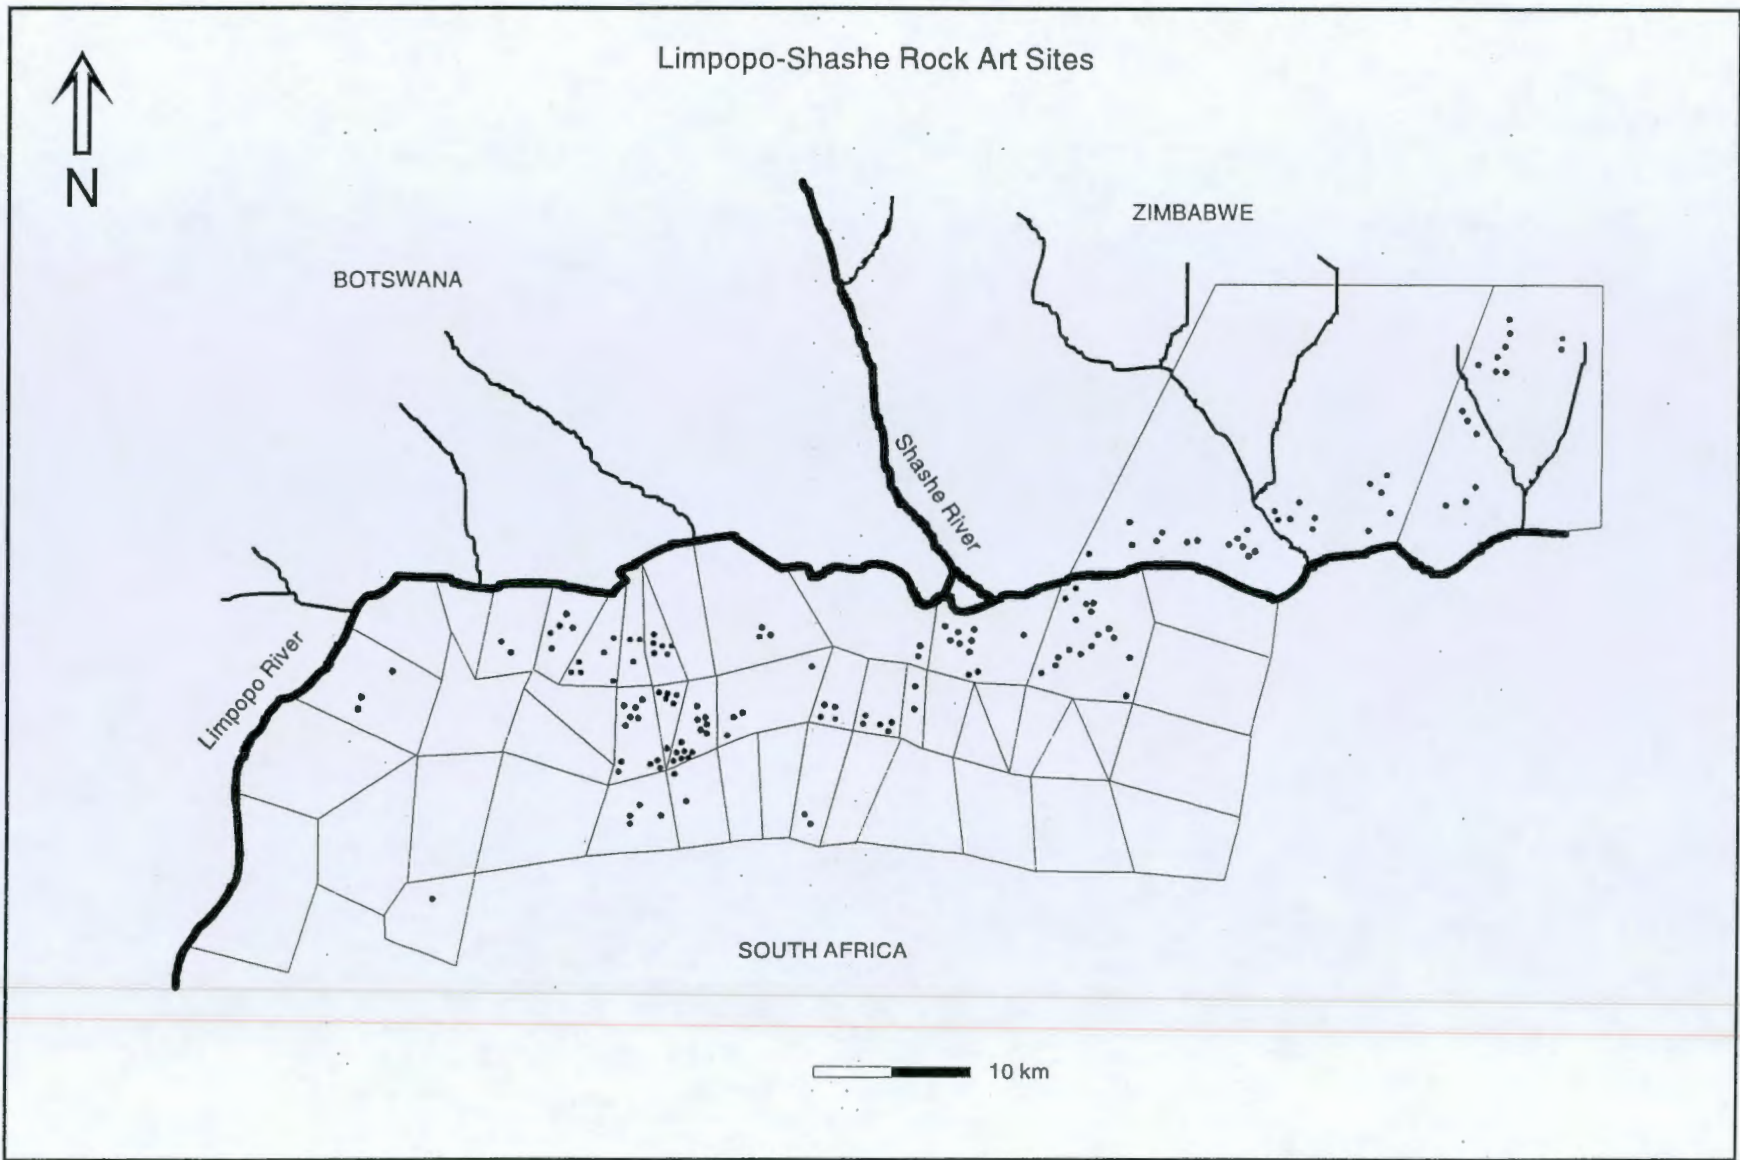 Limpopo-Shashe Rock Art Sites
N
ZIMBABWE
BOTSWANA
Shashe River
Limpopo River
SOUTH AFRICA
10 km